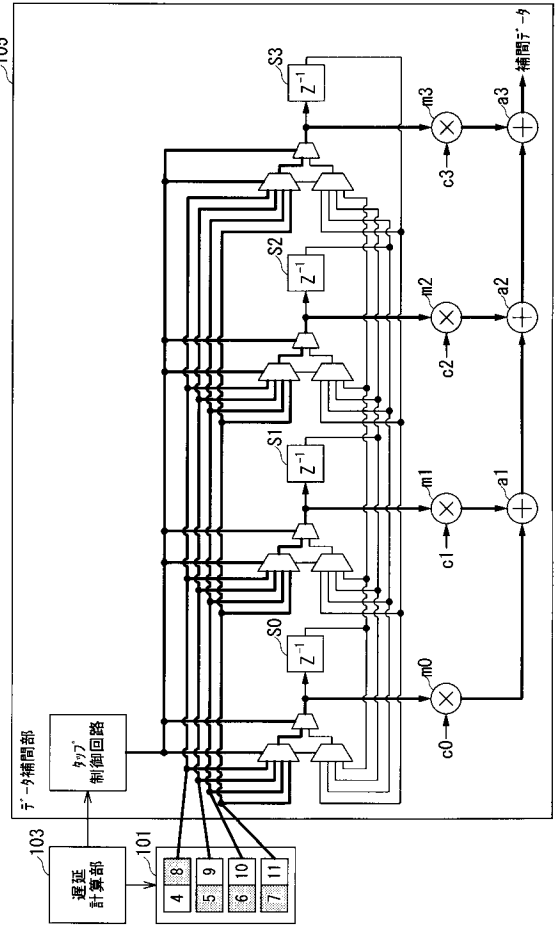 105
データ補間部
タップ
制御回路
103
遅延
計算部
101
4 8
5 9
6 10
7 11
S0
Z⁻¹
S1
Z⁻¹
S2
Z⁻¹
S3
Z⁻¹
m0
c0
m1
c1
m2
c2
m3
c3
a1
a2
a3
補間データ